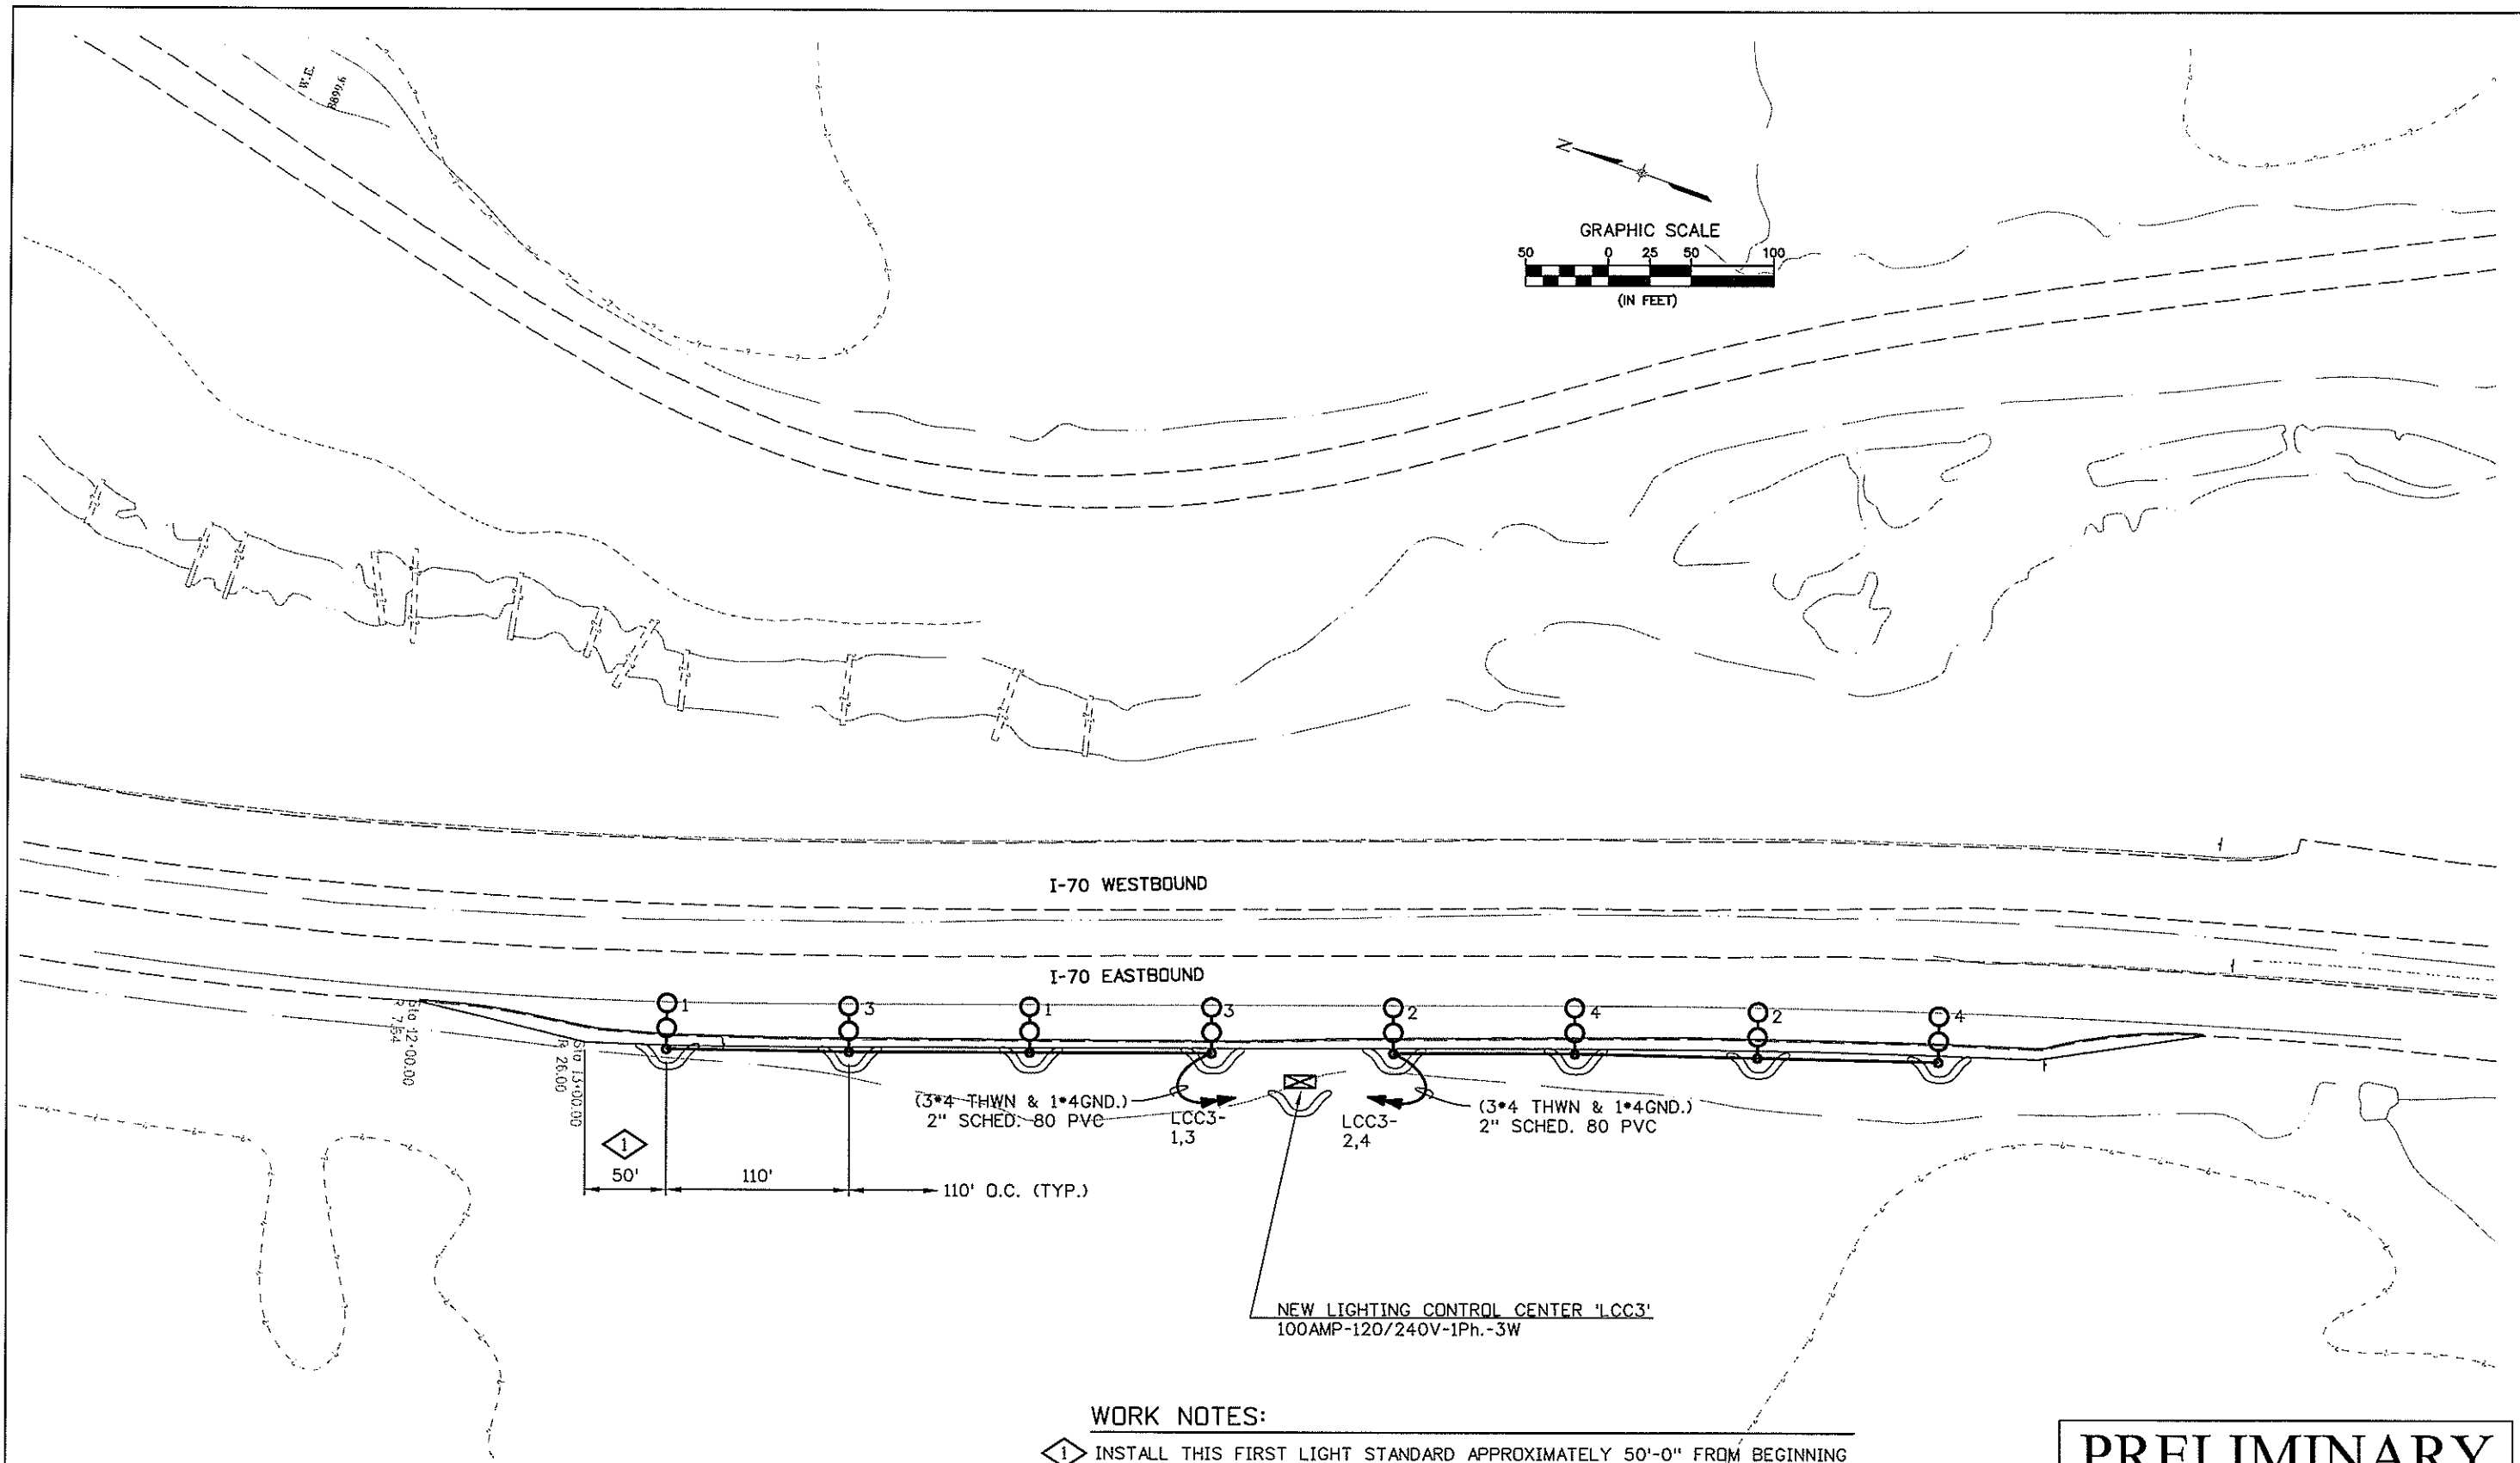 W.E.
8899.6
N
GRAPHIC SCALE
50 0 25 50 100
(IN FEET)
I-70 WESTBOUND
I-70 EASTBOUND
1 3 1 3 2 4 2 4
Sta 12+00.00
R 7.64
Sta 13+00.00
R 26.00
(3#4 THWN & 1#4GND.)
2" SCHED. 80 PVC
LCC3-
1,3
LCC3-
2,4
(3#4 THWN & 1#4GND.)
2" SCHED. 80 PVC
1
50' 110' 110' O.C. (TYP.)
NEW LIGHTING CONTROL CENTER 'LCC3'
100AMP-120/240V-1Ph.-3W
WORK NOTES:
1 INSTALL THIS FIRST LIGHT STANDARD APPROXIMATELY 50'-0" FROM BEGINNING
PRELIMINARY